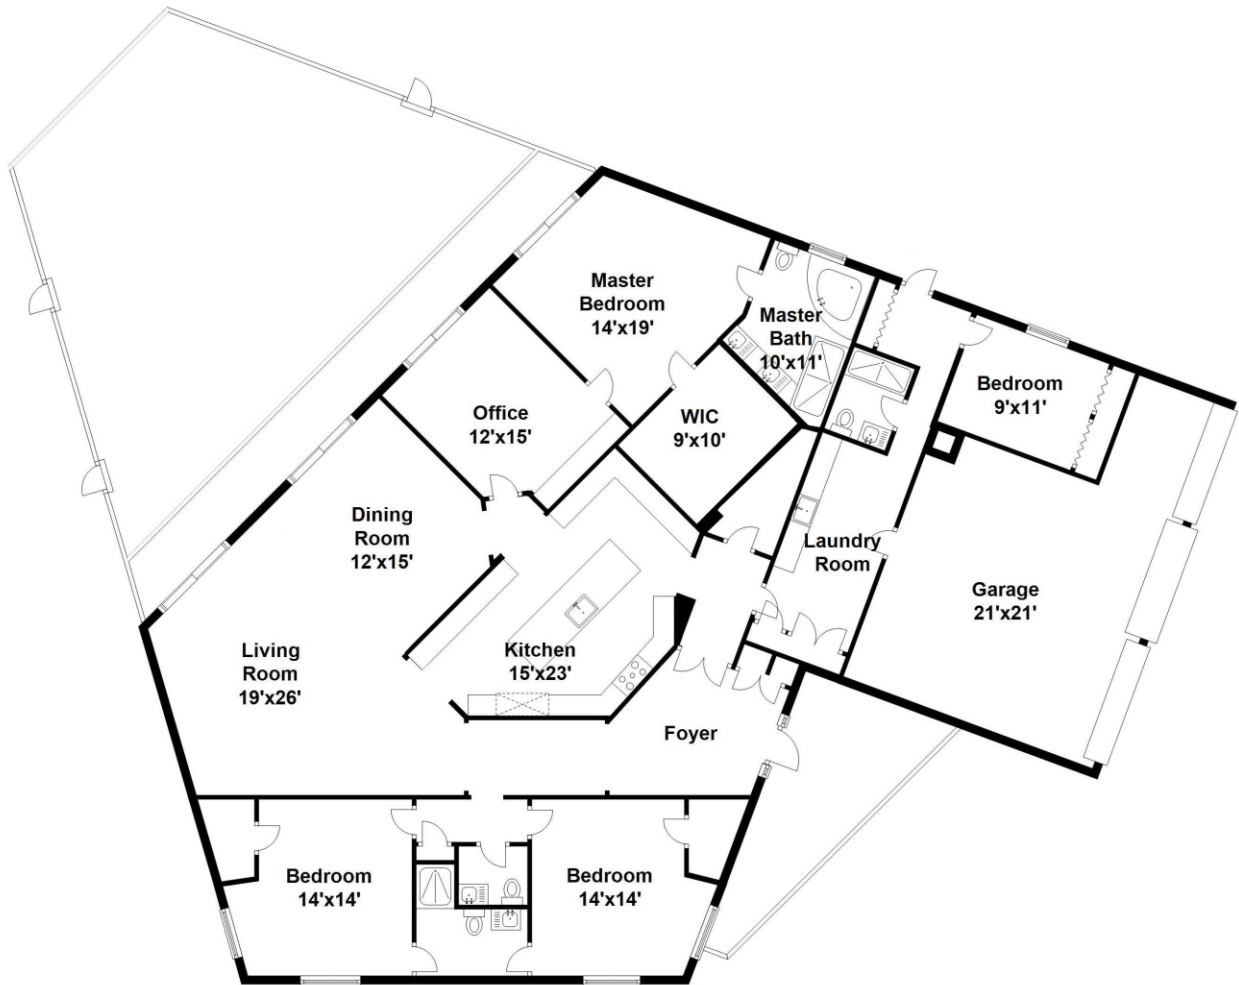 Master
Bedroom
14'x19'
Master
Bath
10'x11'
Bedroom
9'x11'
Office
12'x15'
WIC
9'x10'
Dining
Room
12'x15'
Laundry
Room
Garage
21'x21'
Living
Room
19'x26'
Kitchen
15'x23'
Foyer
Bedroom
14'x14'
Bedroom
14'x14'